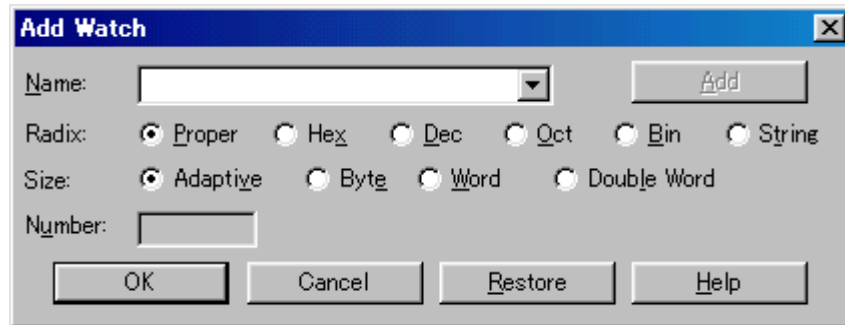 Add Watch
Name: Add
Radix: Proper Hex Dec Oct Bin String
Size: Adaptive Byte Word Double Word
Number:
OK Cancel Restore Help